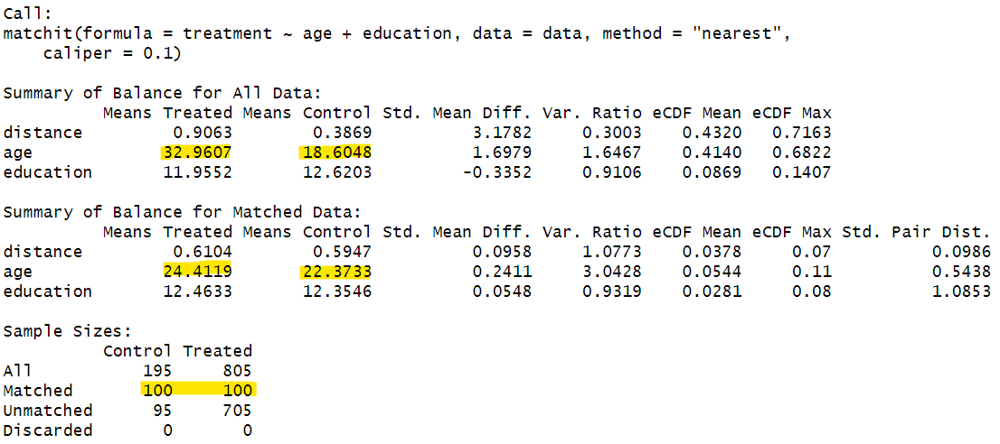 Call:
matchit(formula = treatment ~ age + education, data = data, method = "nearest",
    caliper = 0.1)

Summary of Balance for All Data:
          Means Treated Means Control Std. Mean Diff. Var. Ratio eCDF Mean eCDF Max
distance         0.9063        0.3869          3.1782     0.3003    0.4320   0.7163
age             32.9607       18.6048          1.6979     1.6467    0.4140   0.6822
education       11.9552       12.6203         -0.3352     0.9106    0.0869   0.1407

Summary of Balance for Matched Data:
          Means Treated Means Control Std. Mean Diff. Var. Ratio eCDF Mean eCDF Max Std. Pair Dist.
distance         0.6104        0.5947          0.0958     1.0773    0.0378     0.07          0.0986
age             24.4119       22.3733          0.2411     3.0428    0.0544     0.11          0.5438
education       12.4633       12.3546          0.0548     0.9319    0.0281     0.08          1.0853

Sample Sizes:
          Control Treated
All           195     805
Matched       100     100
Unmatched      95     705
Discarded       0       0